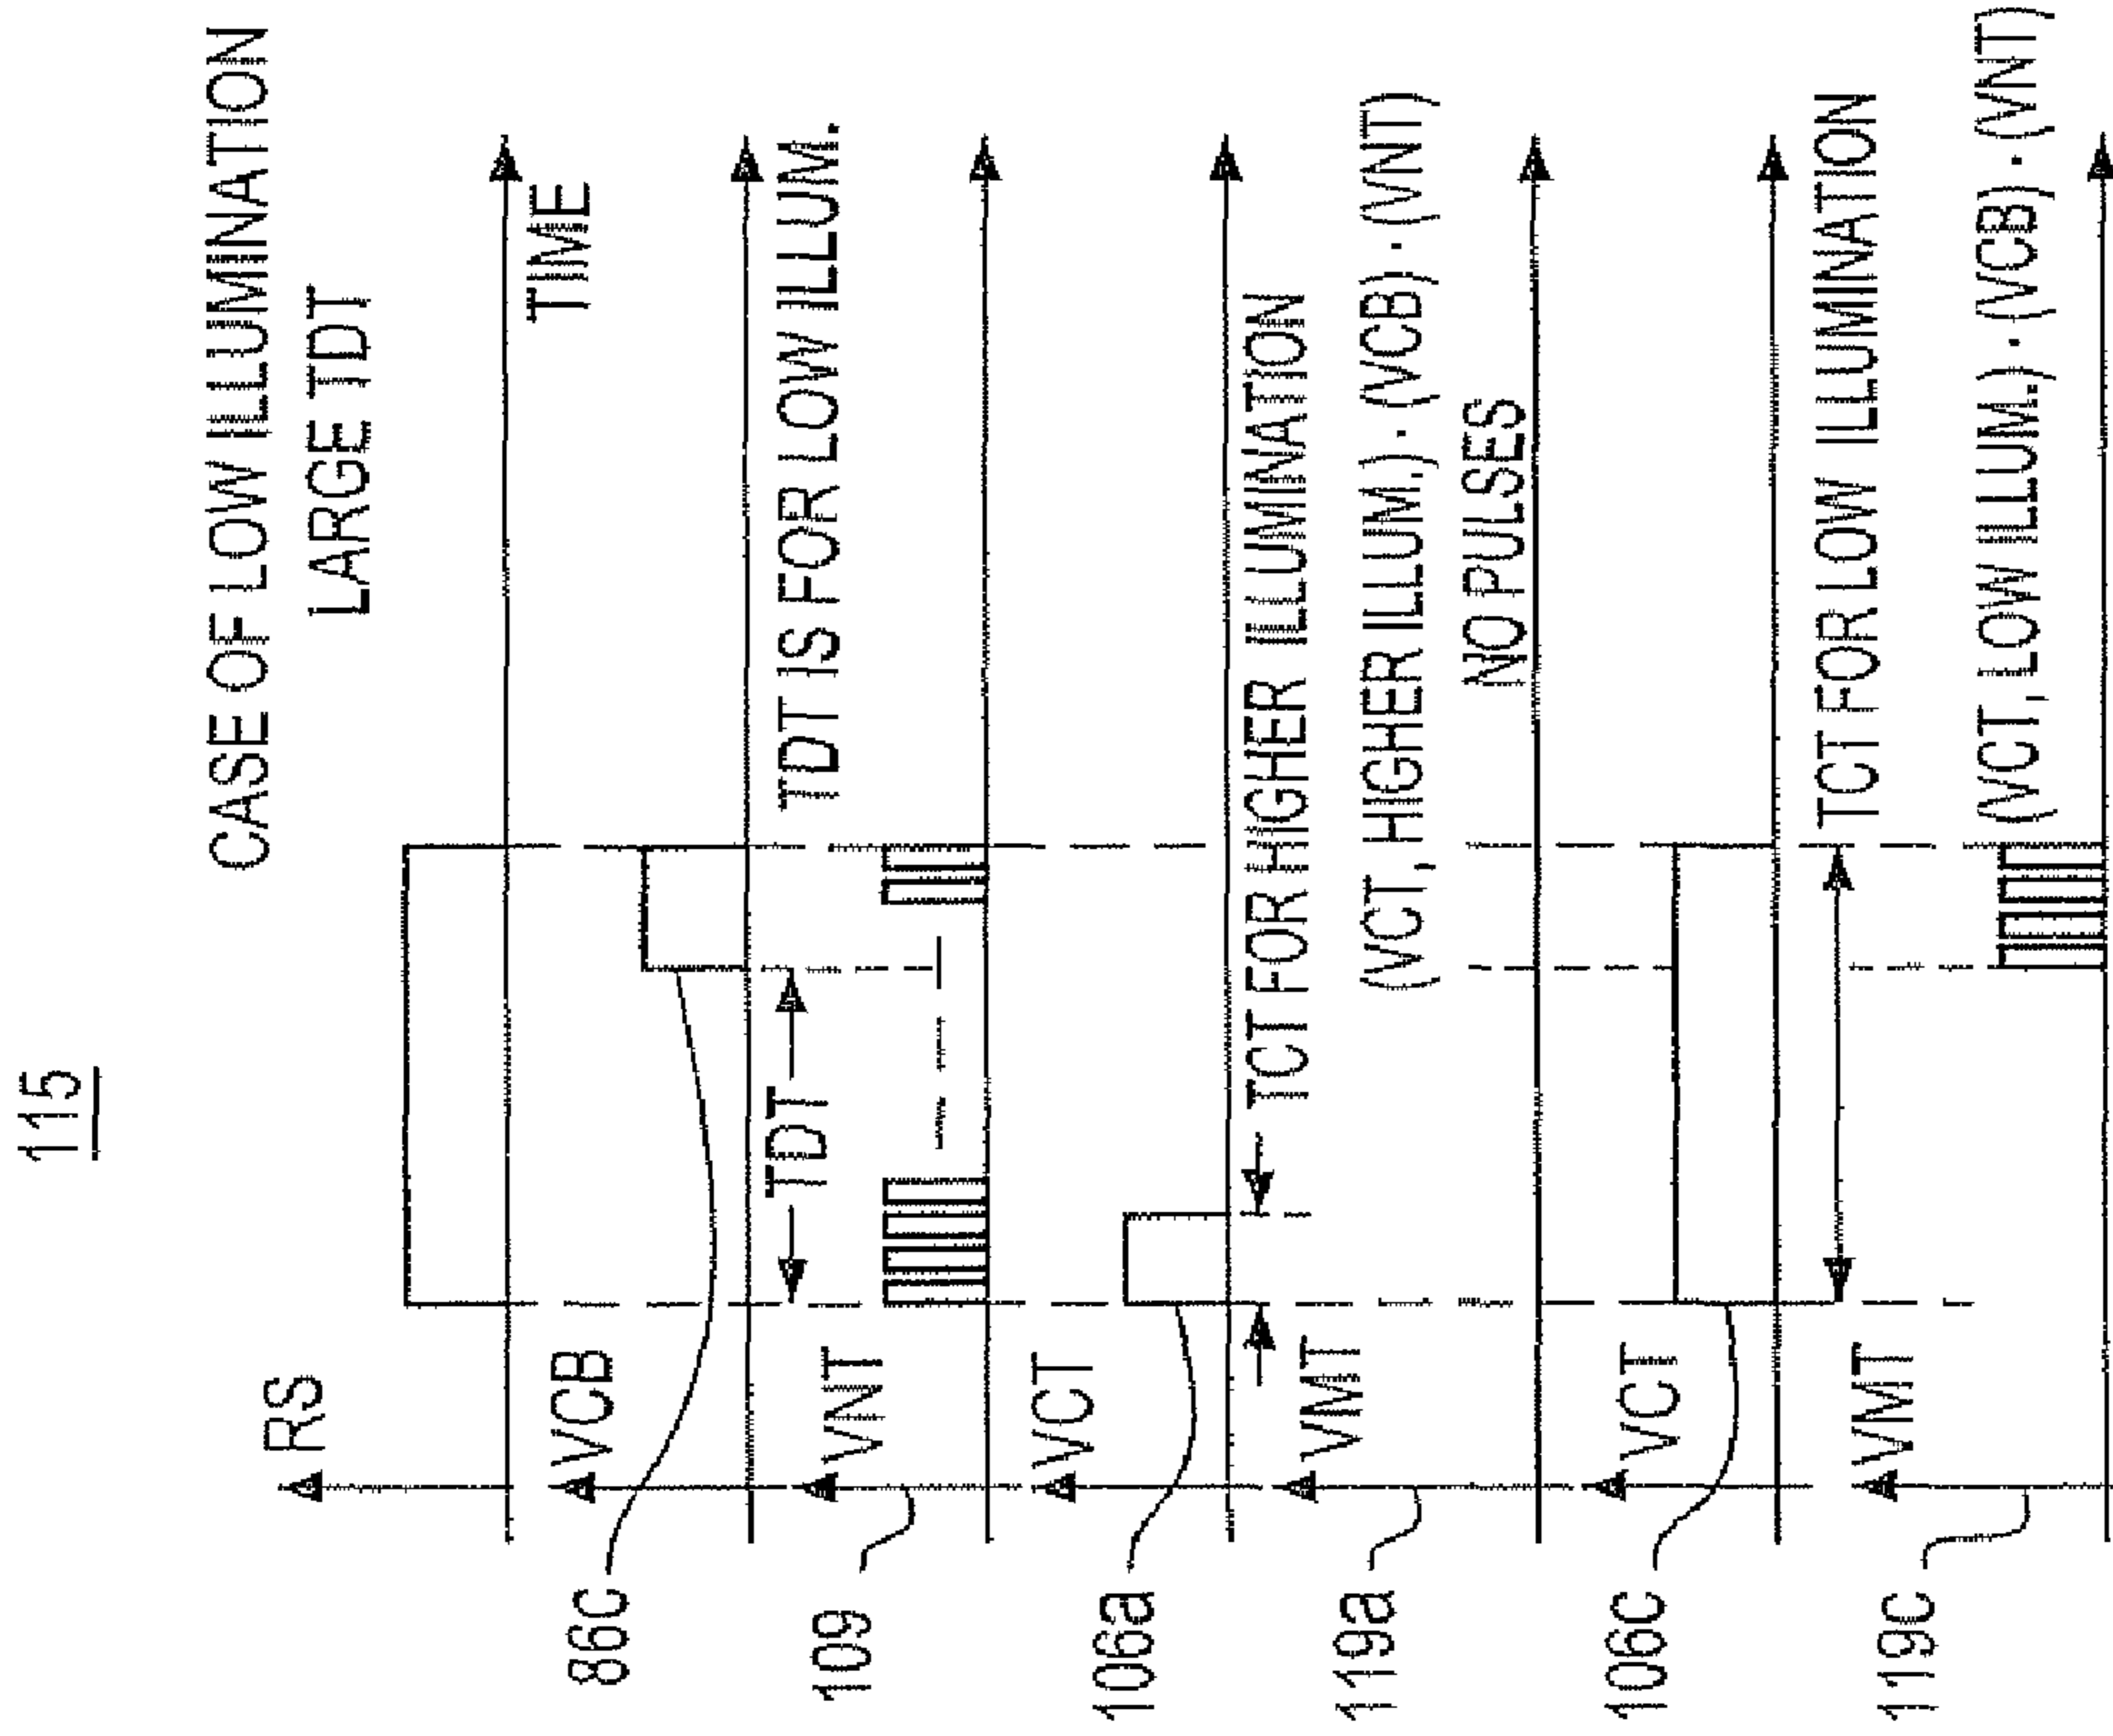 115
CASE OF LOW ILLUMINATION
LARGE TDT
RS
TIME
VCB
86C
TDT
TDT IS FOR LOW ILLUM.
VNT
109
VCT
106a
TCT FOR HIGHER ILLUMINATION
VMT
(VCT, HIGHER ILLUM.)·(VCB)·(VNT)
NO PULSES
119a
VCT
106C
TCT FOR LOW ILLUMINATION
VMT
(VCT, LOW ILLUM.)·(VCB)·(VNT)
119C